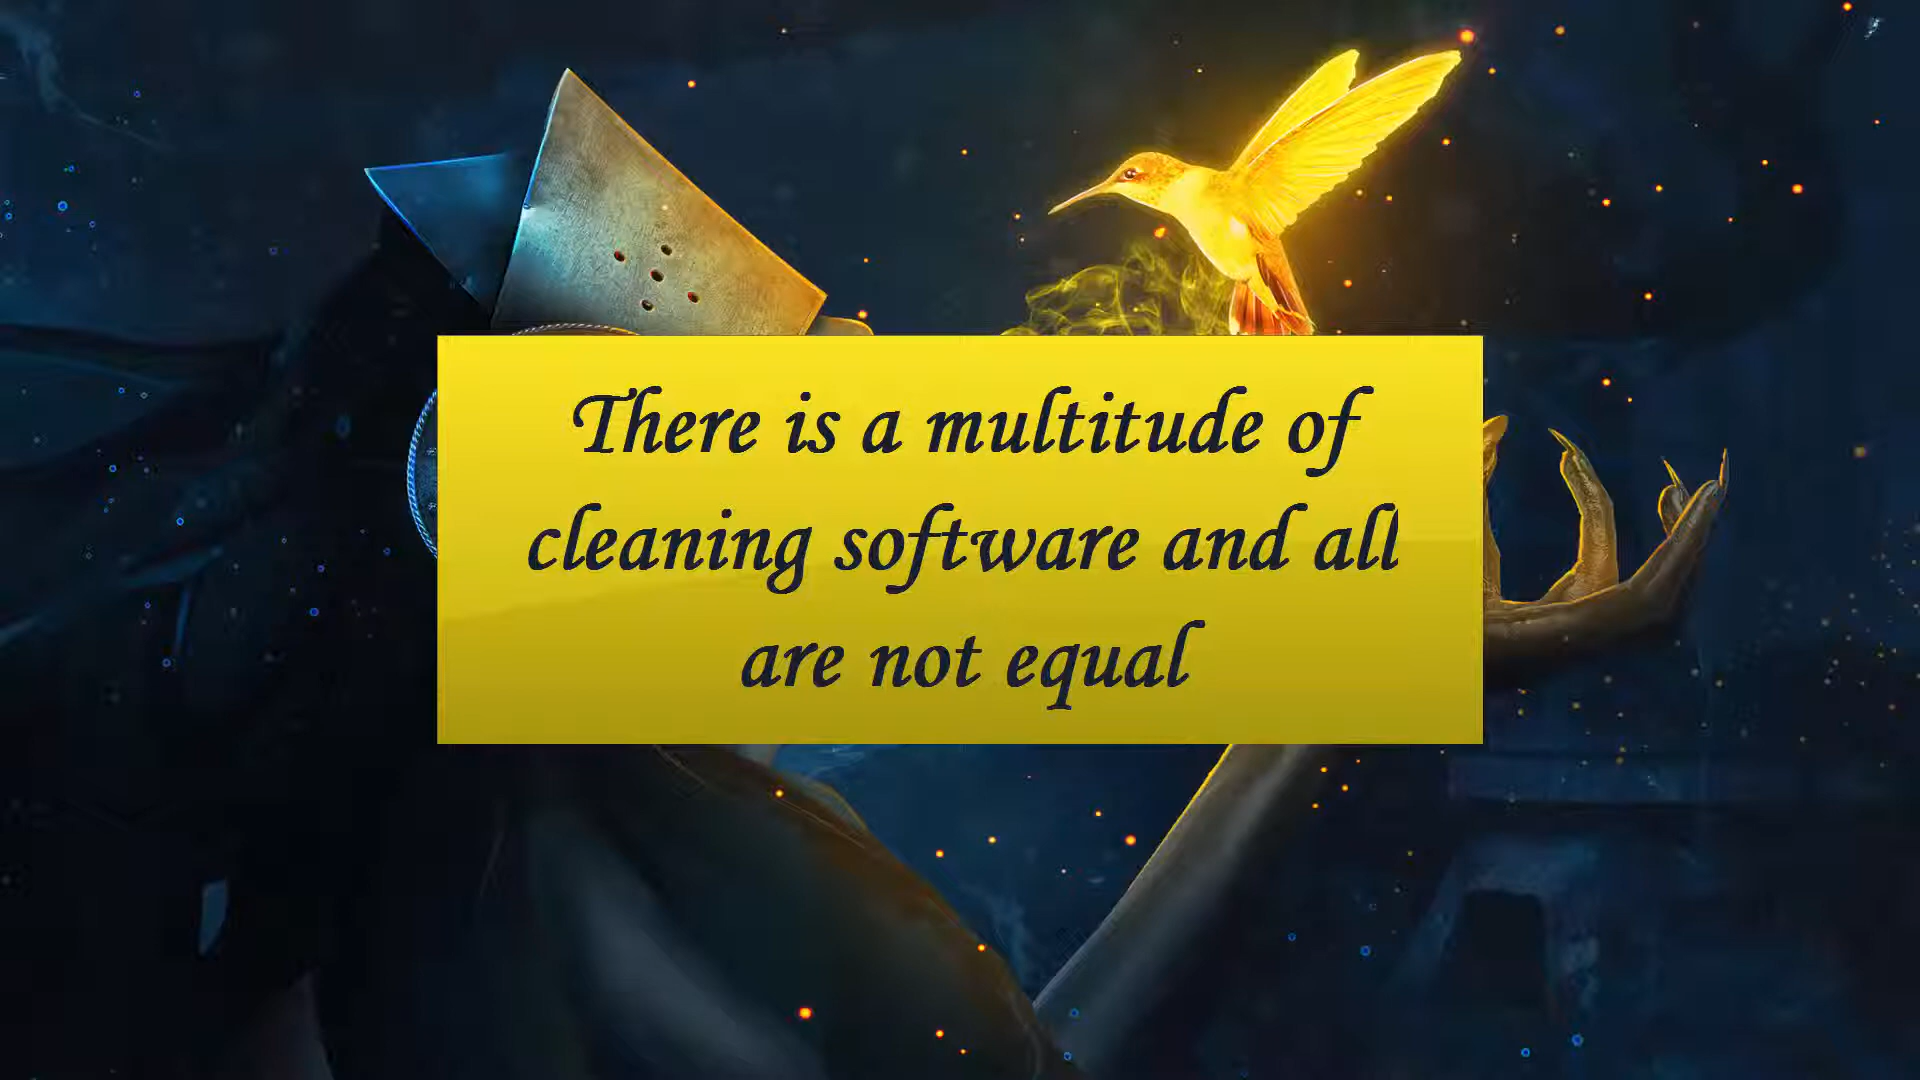 There is a multitude of
cleaning software and all
are not equal